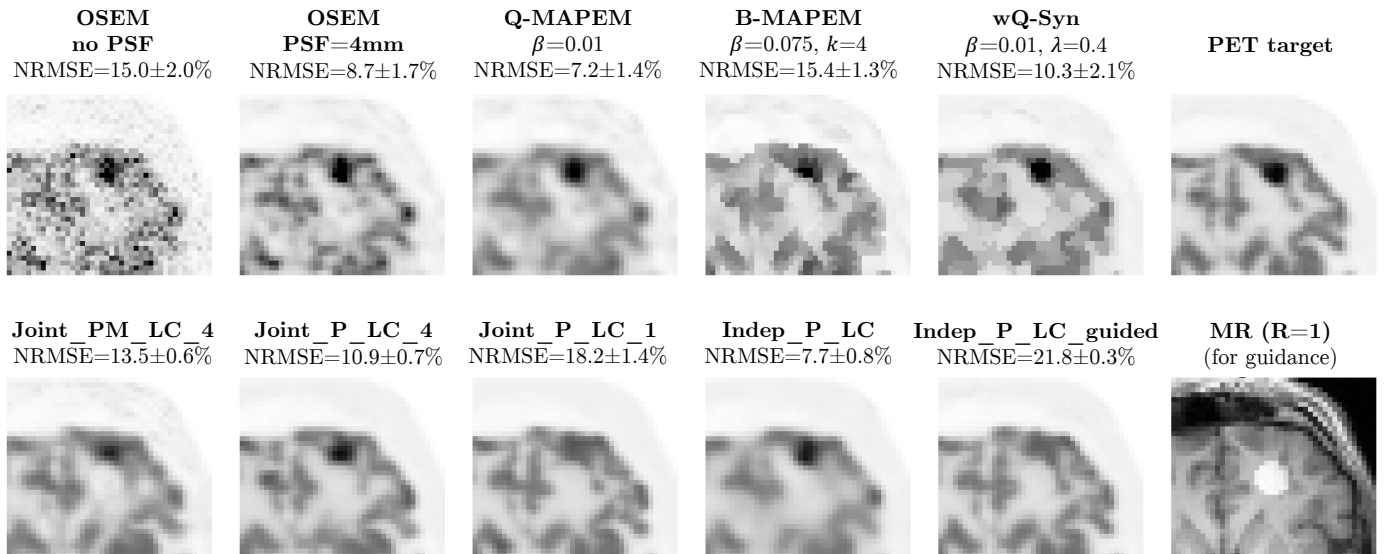 OSEM
no PSF
NRMSE=15.0±2.0%
OSEM
PSF=4mm
NRMSE=8.7±1.7%
Q-MAPEM
β=0.01
NRMSE=7.2±1.4%
B-MAPEM
β=0.075, k=4
NRMSE=15.4±1.3%
wQ-Syn
β=0.01, λ=0.4
NRMSE=10.3±2.1%
PET target
Joint_PM_LC_4
NRMSE=13.5±0.6%
Joint_P_LC_4
NRMSE=10.9±0.7%
Joint_P_LC_1
NRMSE=18.2±1.4%
Indep_P_LC
NRMSE=7.7±0.8%
Indep_P_LC_guided
NRMSE=21.8±0.3%
MR (R=1)
(for guidance)